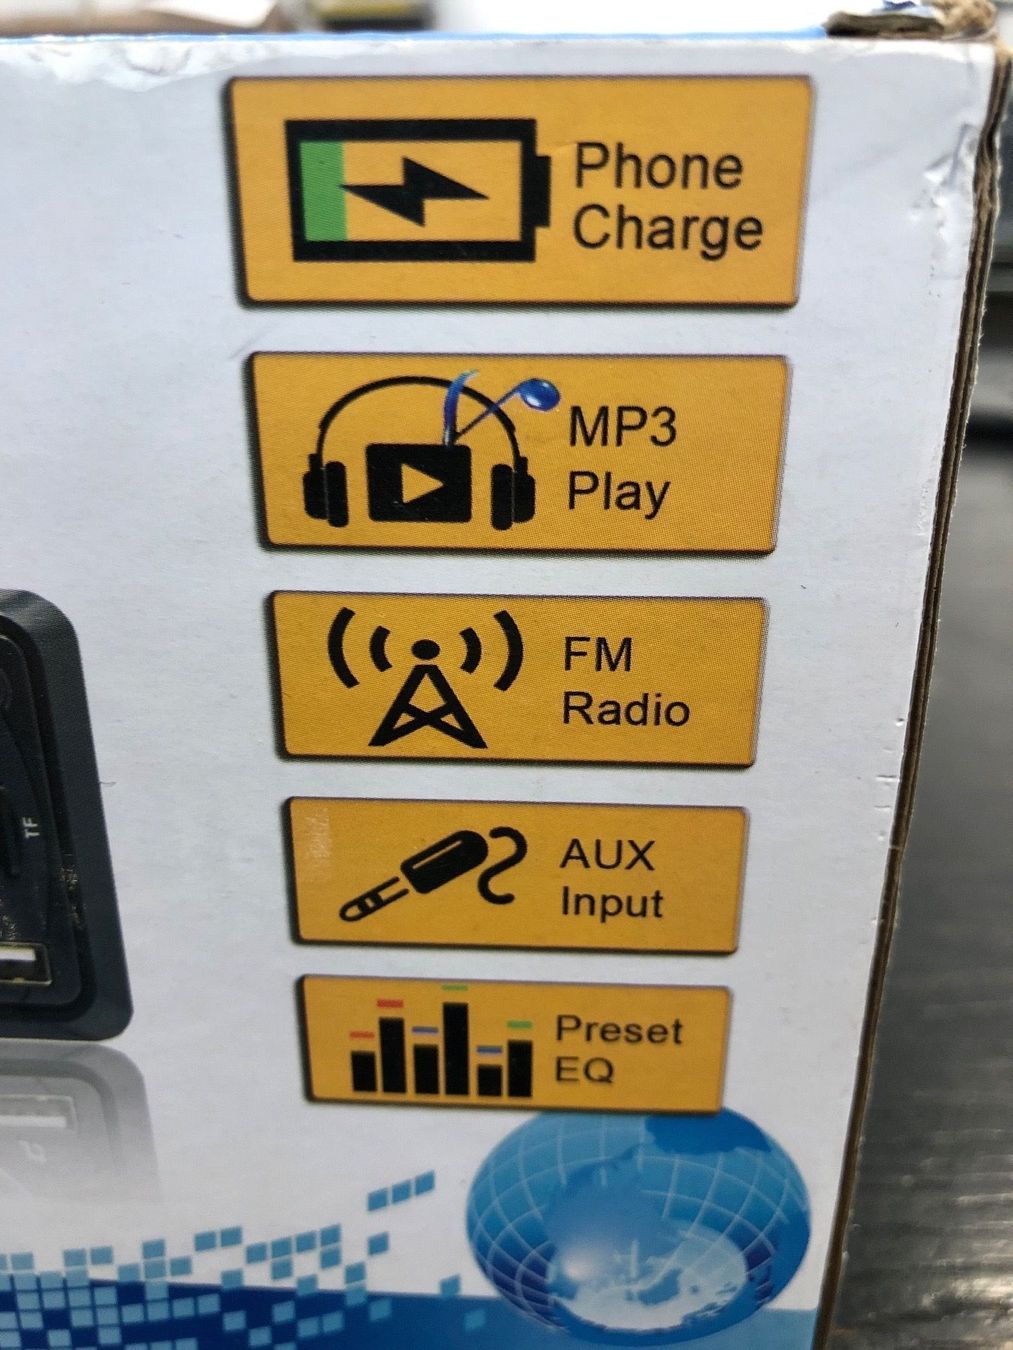 Phone
Charge
MP3
Play
FM
Radio
TF
AUX
Input
Preset
EQ